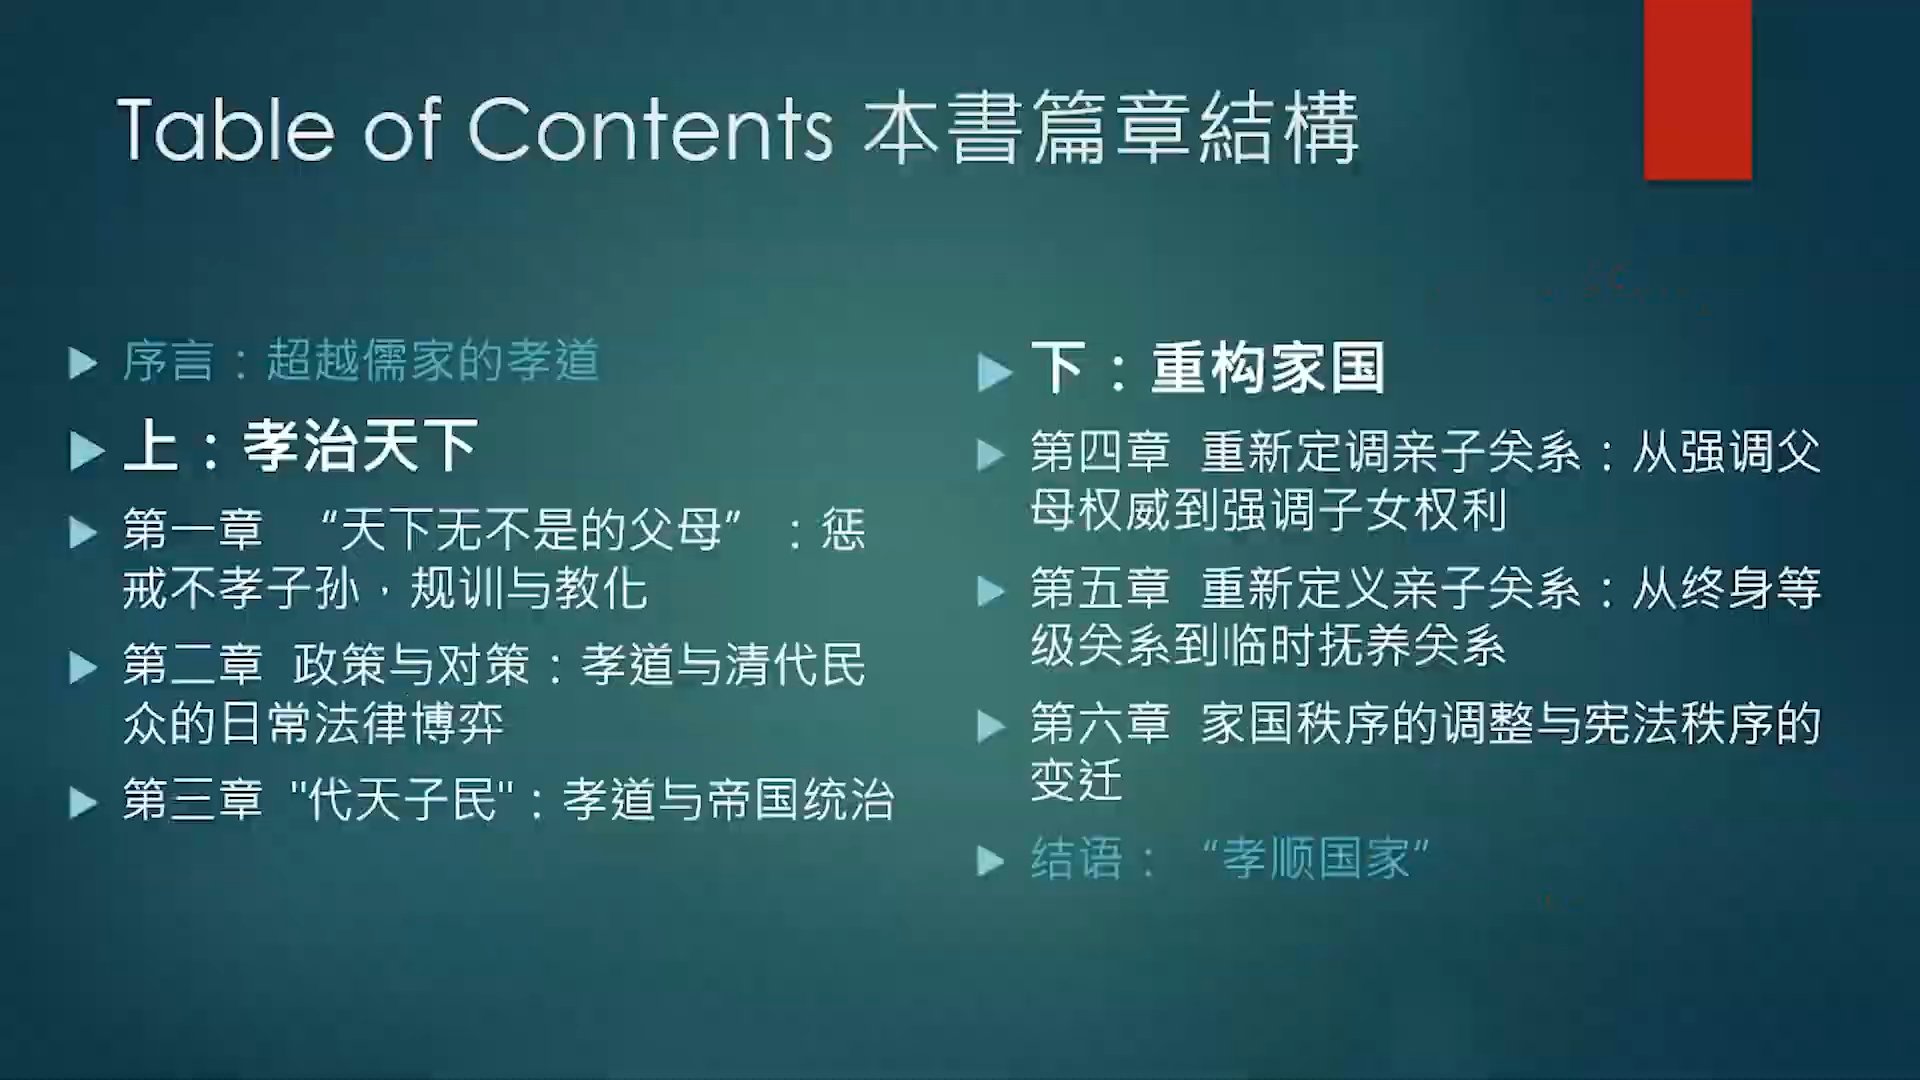 Table of Contents 本書篇章結構
序言：超越儒家的孝道
上：孝治天下
第一章 “天下无不是的父母” ：惩
戒不孝子孙，规训与教化
第二章 政策与对策：孝道与清代民
众的日常法律博弈
第三章 "代天子民"：孝道与帝国统治
下：重构家国
第四章 重新定调亲子关系：从强调父
母权威到强调子女权利
第五章 重新定义亲子关系：从终身等
级关系到临时抚养关系
第六章 家国秩序的调整与宪法秩序的
变迁
结语： “孝顺国家”